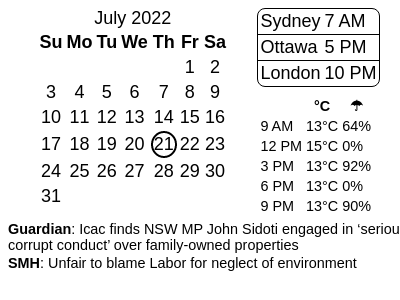 July 2022
Su Mo Tu We Th Fr Sa
1 2
3 4 5 6 7 8 9
10 11 12 13 14 15 16
17 18 19 20 21 22 23
24 25 26 27 28 29 30
31
Sydney 7 AM
Ottawa 5 PM
London 10 PM
°C ☂
9 AM 13°C 64%
12 PM 15°C 0%
3 PM 13°C 92%
6 PM 13°C 0%
9 PM 13°C 90%
Guardian: Icac finds NSW MP John Sidoti engaged in ‘seriou
corrupt conduct’ over family-owned properties
SMH: Unfair to blame Labor for neglect of environment